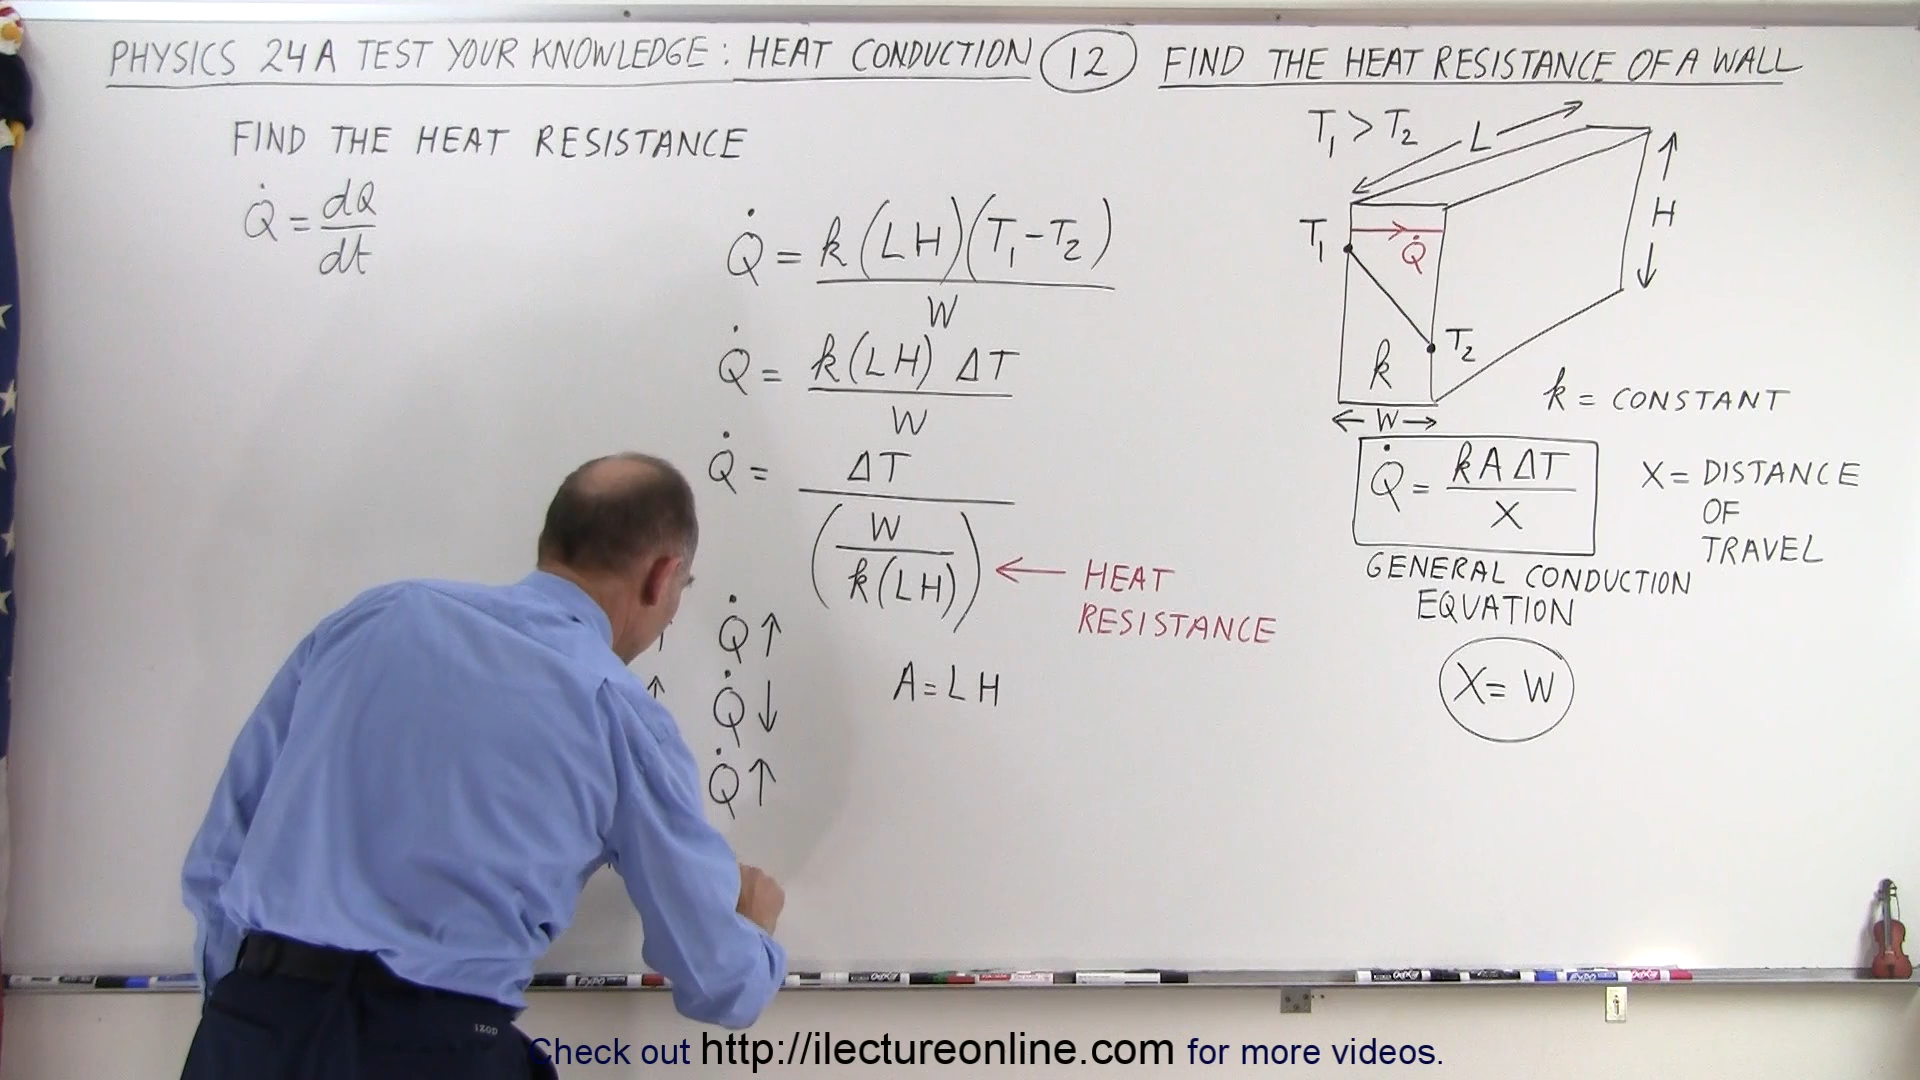 PHYSICS 24A TEST YOUR KNOWLEDGE: HEAT CONDUCTION 12 FIND THE HEAT RESISTANCE OF A WALL
FIND THE HEAT RESISTANCE
Q̇ = dQ/dt
Q̇ = k(LH)(T₁-T₂)/W
Q̇ = k(LH) ΔT/W
Q̇ = ΔT/(W/k(LH))
← HEAT
RESISTANCE
↑ Q̇ ↑
↑ Q̇ ↓
Q̇ ↑
A = LH
T₁ > T₂
L
H
T₁
Q̇
T₂
k
← W →
k = CONSTANT
Q̇ = kAΔT/X
X = DISTANCE
OF
TRAVEL
GENERAL CONDUCTION
EQUATION
X = W
IZOD
Check out http://ilectureonline.com for more videos.